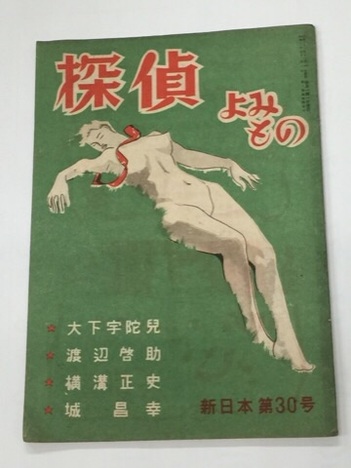 探偵
よみ
もの
大下宇陀兒
渡辺啓助
横溝正史
城昌幸
新日本 第30号